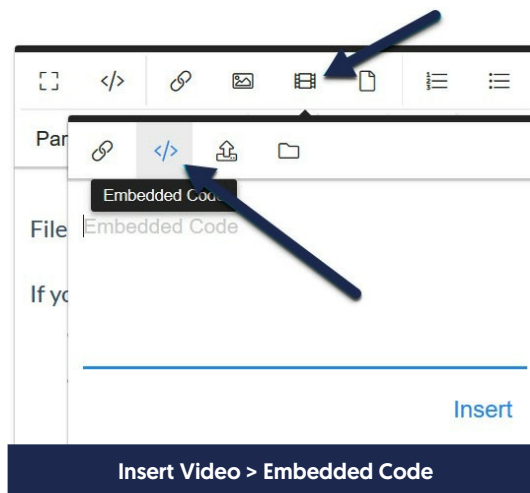 Par
Embedded Code
File
Embedded Code
If yo
Insert
Insert Video > Embedded Code